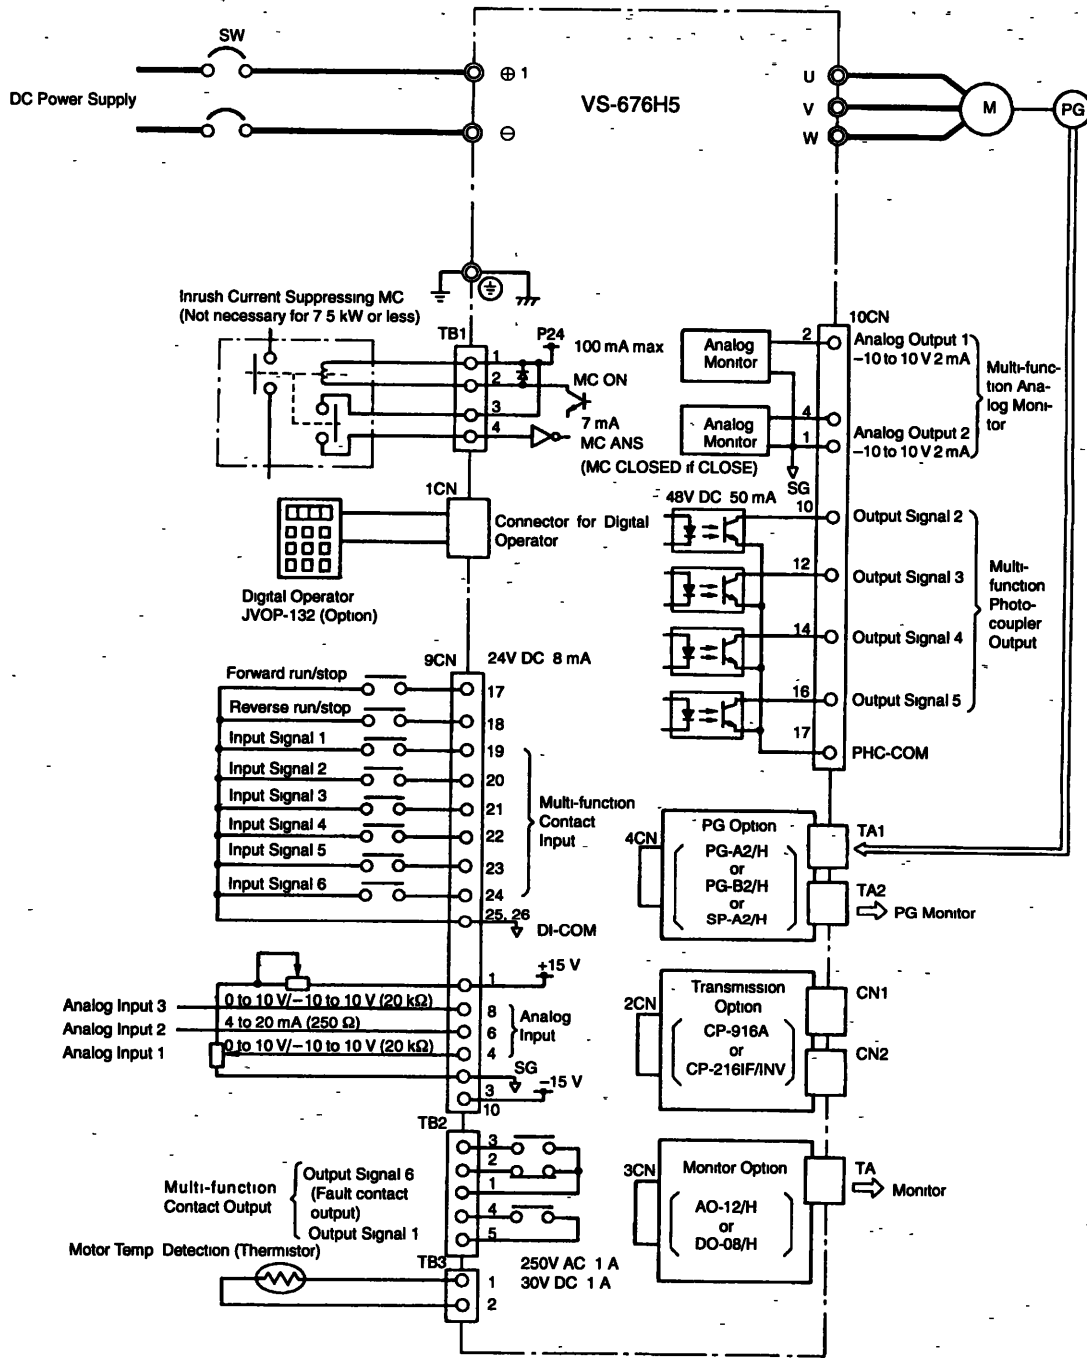 SW
DC Power Supply
⊕ 1
⊖
VS-676H5
U
V
W
M
PG
Inrush Current Suppressing MC
(Not necessary for 7 5 kW or less)
TB1
1
2
3
4
P24
100 mA max
MC ON
7 mA
MC ANS
(MC CLOSED if CLOSE)
1CN
Connector for Digital
Operator
Digital Operator
JVOP-132 (Option)
9CN
24V DC 8 mA
Forward run/stop
17
Reverse run/stop
18
Input Signal 1
19
Input Signal 2
20
Input Signal 3
21
Input Signal 4
22
Input Signal 5
23
Input Signal 6
24
Multi-function
Contact
Input
25, 26
DI-COM
1
+15 V
Analog Input 3
0 to 10 V/−10 to 10 V (20 kΩ)
8
Analog Input 2
4 to 20 mA (250 Ω)
6
Analog Input 1
0 to 10 V/−10 to 10 V (20 kΩ)
4
Analog
Input
SG
3
−15 V
10
TB2
3
2
1
4
5
Multi-function
Contact Output
Output Signal 6
(Fault contact
output)
Output Signal 1
250V AC 1 A
30V DC 1 A
Motor Temp Detection (Thermistor)
TB3
1
2
10CN
Analog
Monitor
2
Analog Output 1
−10 to 10 V 2 mA
Analog
Monitor
4
1
Analog Output 2
−10 to 10 V 2 mA
Multi-func-
tion Ana-
log Moni-
tor
SG
48V DC 50 mA
10
Output Signal 2
12
Output Signal 3
14
Output Signal 4
16
Output Signal 5
17
PHC-COM
Multi-
function
Photo-
coupler
Output
4CN
PG Option
PG-A2/H
or
PG-B2/H
or
SP-A2/H
TA1
TA2
PG Monitor
2CN
Transmission
Option
CP-916A
or
CP-216IF/INV
CN1
CN2
3CN
Monitor Option
AO-12/H
or
DO-08/H
TA
Monitor